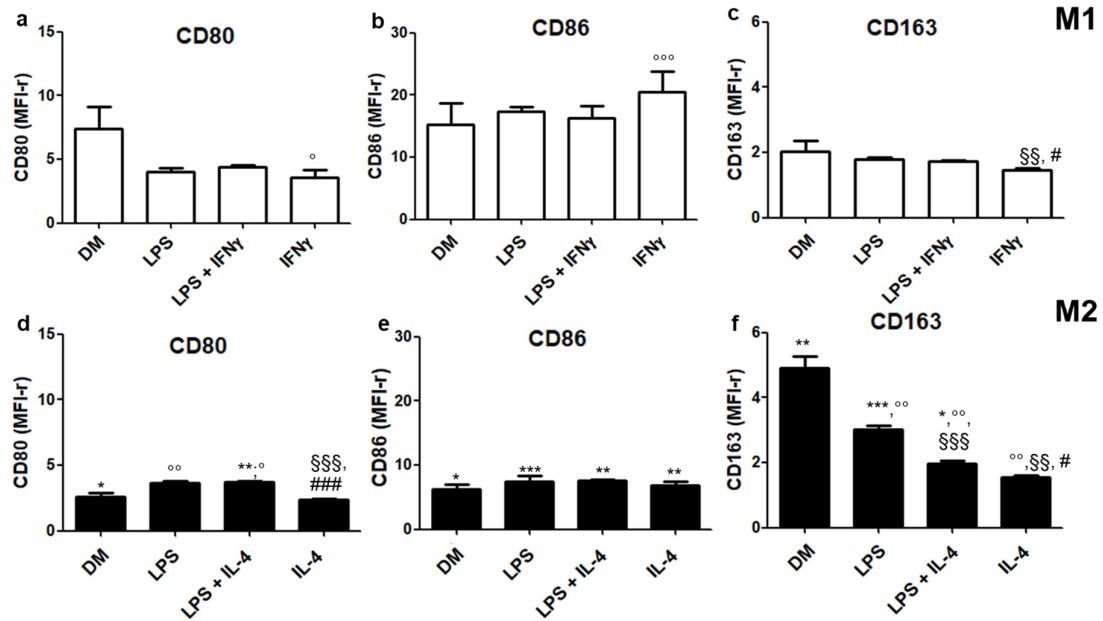 M1
a
CD80
CD80 (MFI-r)
15
10
5
0
°
DM
LPS
LPS + IFNγ
IFNγ
b
CD86
CD86 (MFI-r)
30
20
10
0
°°°
DM
LPS
LPS + IFNγ
IFNγ
c
CD163
CD163 (MFI-r)
6
4
2
0
§§, #
DM
LPS
LPS + IFNγ
IFNγ
M2
d
CD80
CD80 (MFI-r)
15
10
5
0
*
°°
**,°
§§§,
###
DM
LPS
LPS + IL-4
IL-4
e
CD86
CD86 (MFI-r)
30
20
10
0
*
***
**
**
DM
LPS
LPS + IL-4
IL-4
f
CD163
CD163 (MFI-r)
6
4
2
0
**
***,°°
*,°°,
§§§
°°,§§, #
DM
LPS
LPS + IL-4
IL-4